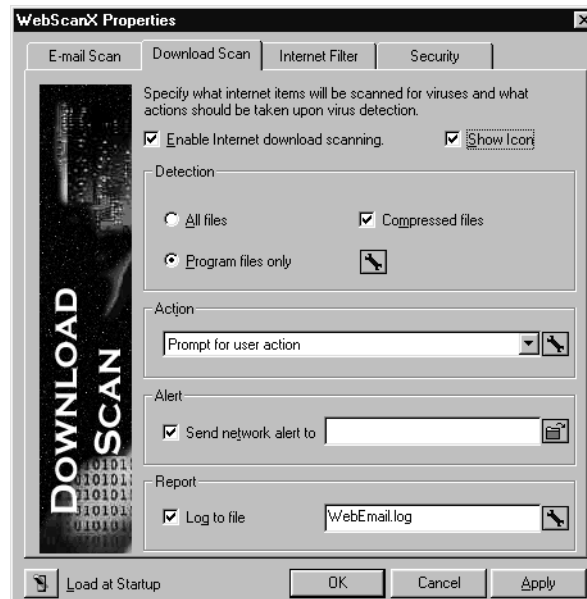 WebScanX Properties
E-mail Scan
Download Scan
Internet Filter
Security
Specify what internet items will be scanned for viruses and what
actions should be taken upon virus detection.
Enable Internet download scanning.
Show Icon
Detection
All files
Compressed files
Program files only
Action
Prompt for user action
Alert
Send network alert to
Report
Log to file
WebEmail.log
DOWNLOAD
SCAN
Load at Startup
OK
Cancel
Apply